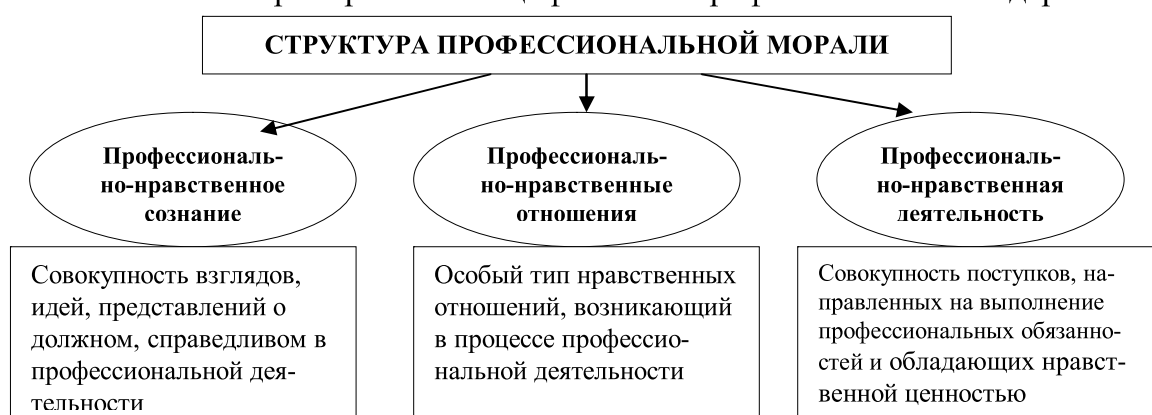 СТРУКТУРА ПРОФЕССИОНАЛЬНОЙ МОРАЛИ
Профессиональ-
но-нравственное
сознание
Профессиональ-
но-нравственные
отношения
Профессиональ-
но-нравственная
деятельность
Совокупность взглядов,
идей, представлений о
должном, справедливом в
профессиональной дея-
тельности
Особый тип нравственных
отношений, возникающий
в процессе профессио-
нальной деятельности
Совокупность поступков, на-
правленных на выполнение
профессиональных обязанно-
стей и обладающих нравст-
венной ценностью